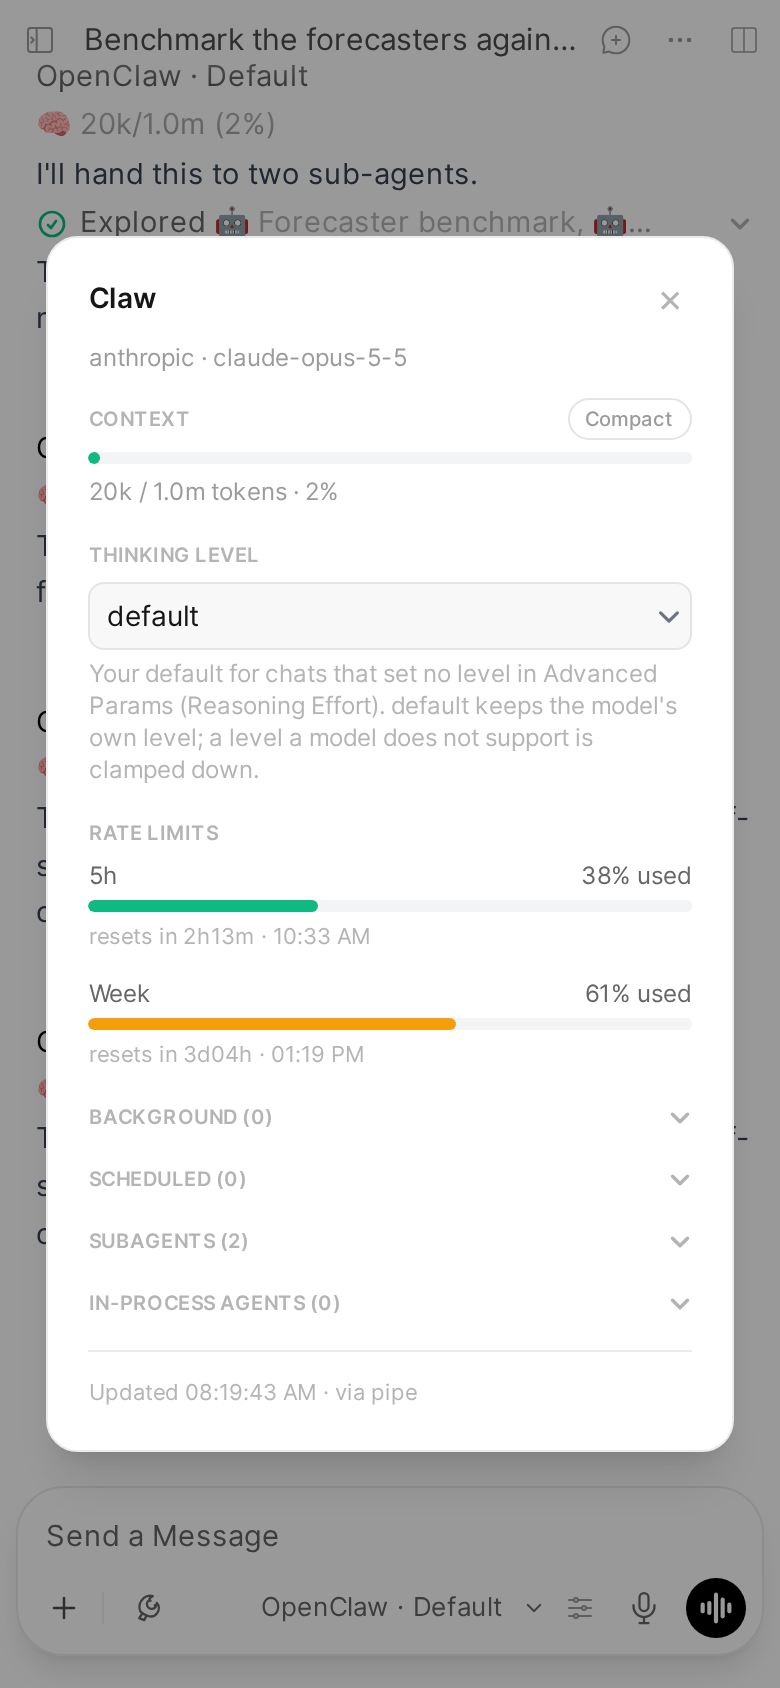 Benchmark the forecasters again...
OpenClaw · Default
20k/1.0m (2%)
I'll hand this to two sub-agents.
Explored 🤖 Forecaster benchmark, 🤖...
Claw
anthropic · claude-opus-5-5
CONTEXT
Compact
20k / 1.0m tokens · 2%
THINKING LEVEL
default
Your default for chats that set no level in Advanced
Params (Reasoning Effort). default keeps the model's
own level; a level a model does not support is
clamped down.
RATE LIMITS
5h
38% used
resets in 2h13m · 10:33 AM
Week
61% used
resets in 3d04h · 01:19 PM
BACKGROUND (0)
SCHEDULED (0)
SUBAGENTS (2)
IN-PROCESS AGENTS (0)
Updated 08:19:43 AM · via pipe
Send a Message
OpenClaw · Default